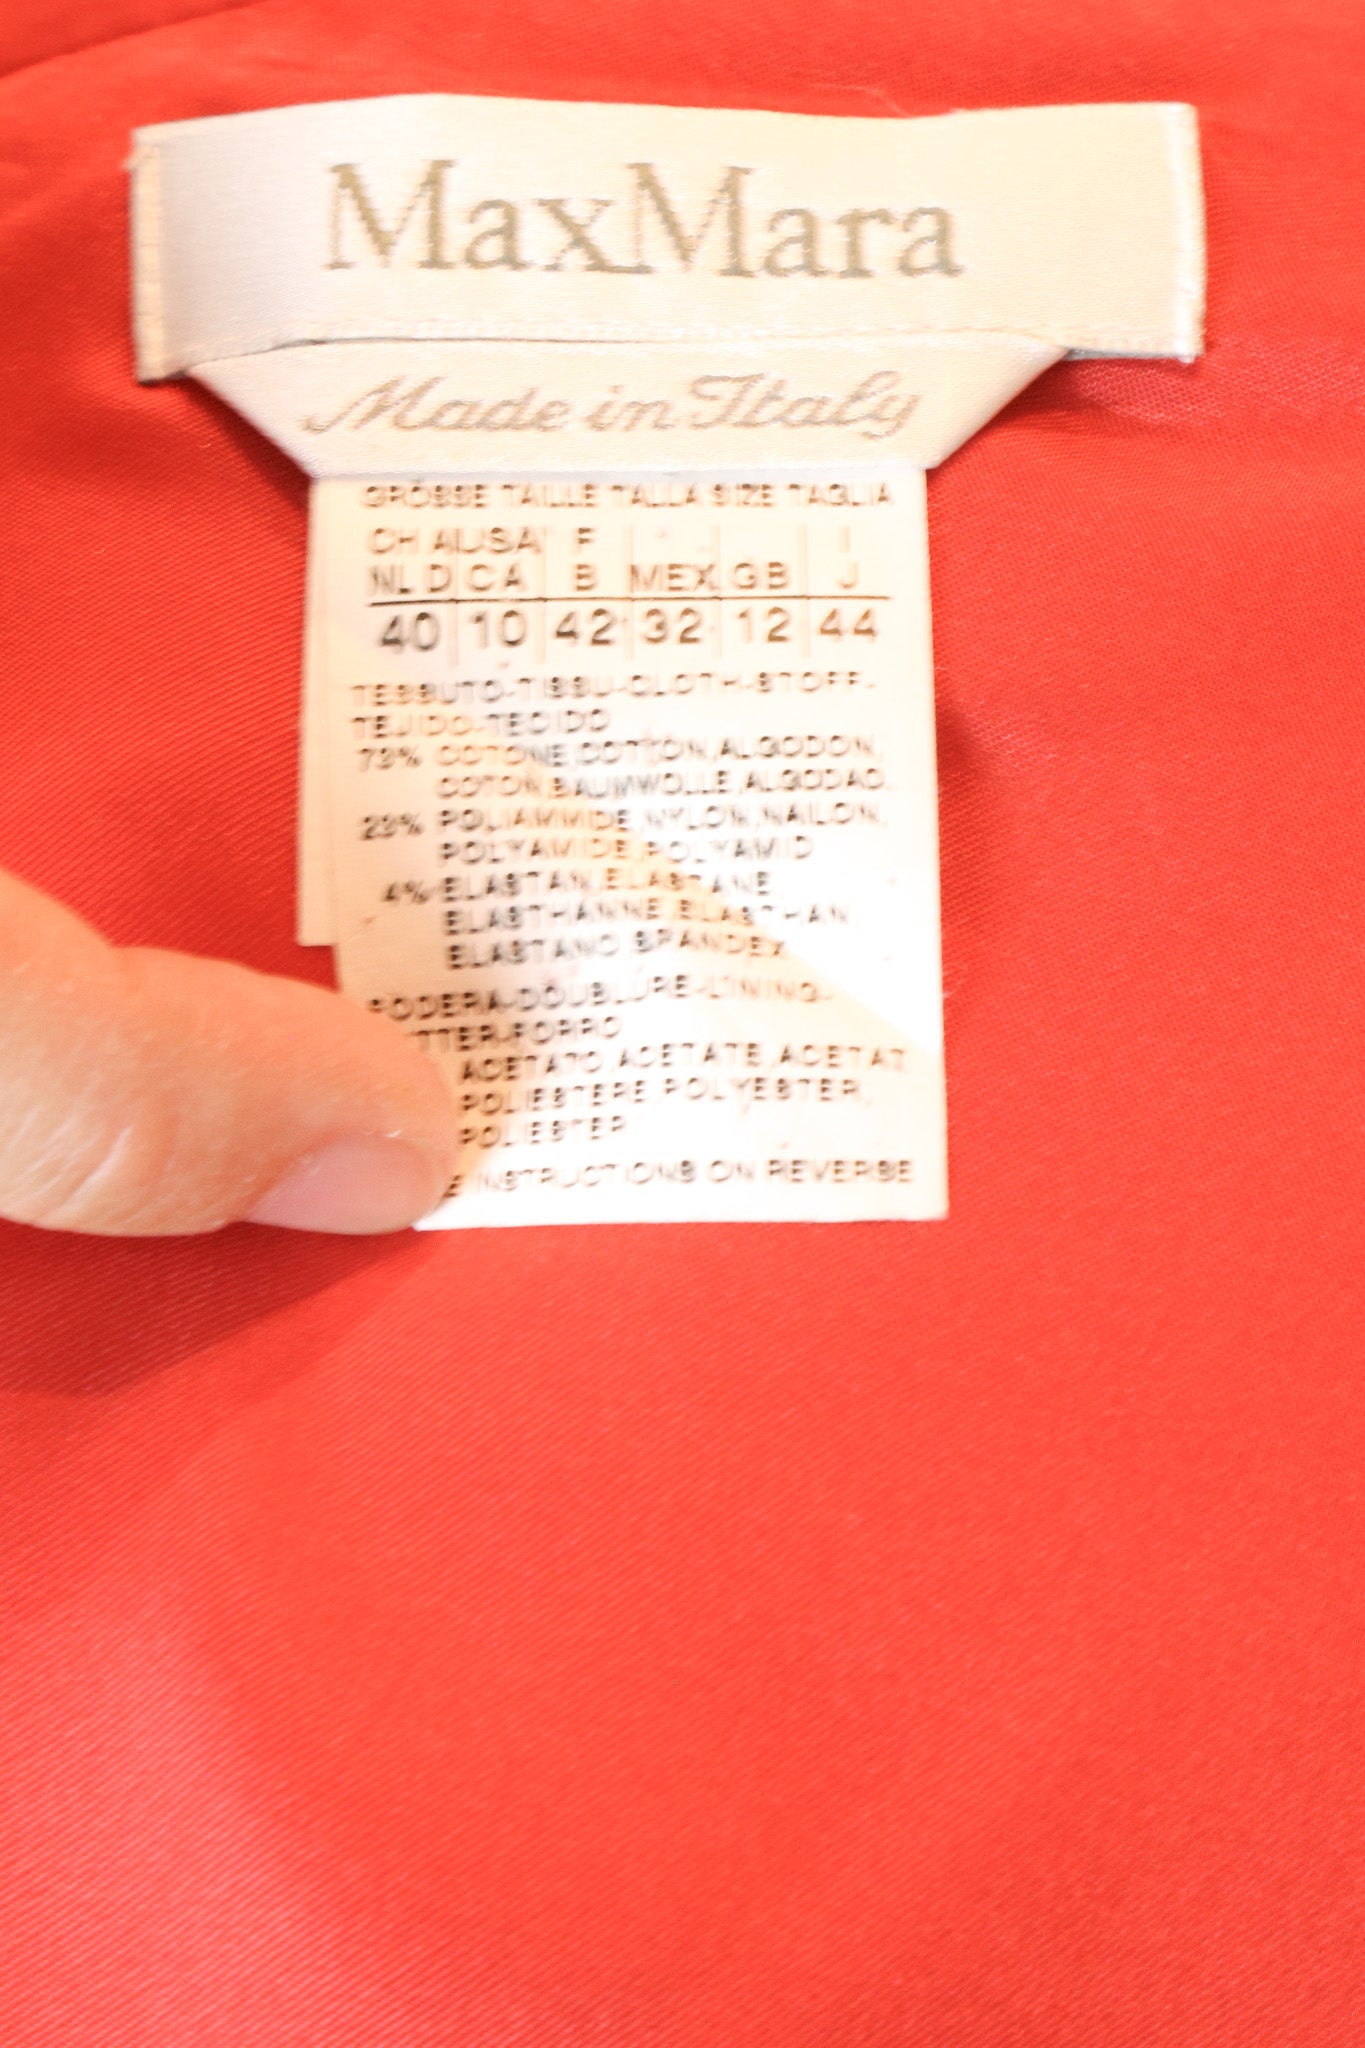 MaxMara
Made in Italy
GRÖSSE TAILLE TALLA SIZE TAGLIA
CH A USA F I
NL D CA B MEX GB J
40 10 42 32 12 44
TESSUTO-TISSU-CLOTH-STOFF-
TEJIDO-TECIDO
73% COTONE,COTTON,ALGODON,
COTON,BAUMWOLLE,ALGODAO,
23% POLIAMMIDE,NYLON,NAILON,
POLYAMIDE,POLYAMID
4% ELASTAN,ELASTANE,
ELASTHANNE,ELASTHAN,
ELASTANO SPANDEX
FODERA-DOUBLURE-LINING-
FORRO
ACETATO,ACETATE,ACETAT
POLIESTERE,POLYESTER,
POLIESTER
INSTRUCTIONS ON REVERSE